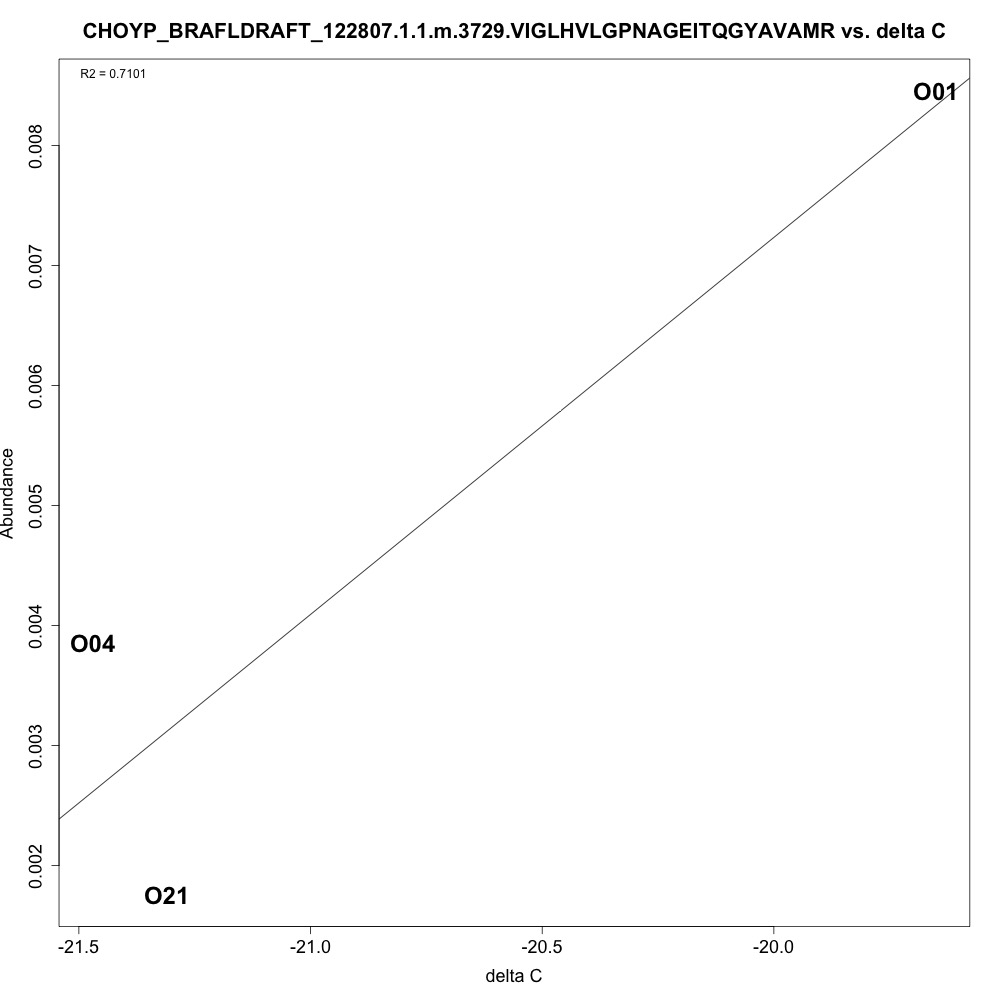 CHOYP_BRAFLDRAFT_122807.1.1.m.3729.VIGLHVLGPNAGEITQGYAVAMR vs. delta C
R2 = 0.7101
O01
0.008
0.007
0.006
0.005
0.004
0.003
0.002
Abundance
O04
O21
-21.5 -21.0 -20.5 -20.0
delta C